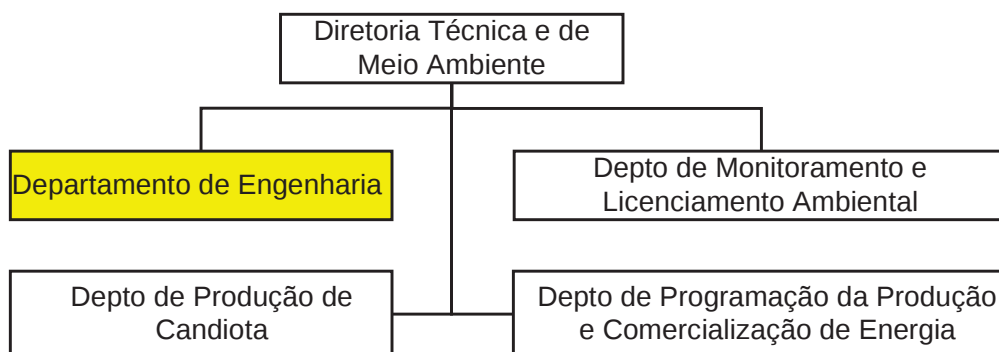 Diretoria Técnica e de
Meio Ambiente
Departamento de Engenharia
Depto de Monitoramento e
Licenciamento Ambiental
Depto de Produção de
Candiota
Depto de Programação da Produção
e Comercialização de Energia